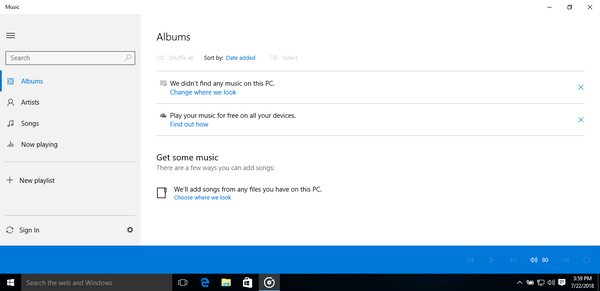 Music
Albums
Search
Shuffle all Sort by: Date added Select
Albums
Artists
Songs
Now playing
New playlist
Sign In
We didn't find any music on this PC.
Change where we look
Play your music for free on all your devices.
Find out how
Get some music
There are a few ways you can add songs:
We'll add songs from any files you have on this PC.
Choose where we look
80
Search the web and Windows
3:59 PM
7/22/2018